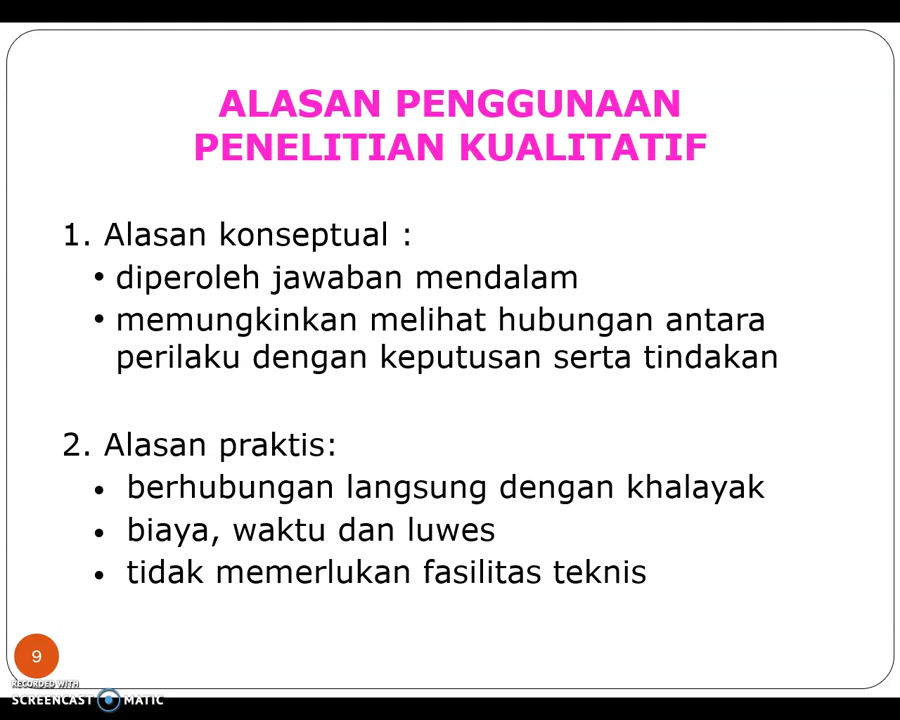 ALASAN PENGGUNAAN
PENELITIAN KUALITATIF
1. Alasan konseptual :
• diperoleh jawaban mendalam
• memungkinkan melihat hubungan antara
perilaku dengan keputusan serta tindakan
2. Alasan praktis:
• berhubungan langsung dengan khalayak
• biaya, waktu dan luwes
• tidak memerlukan fasilitas teknis
9
RECORDED WITH
SCREENCAST MATIC